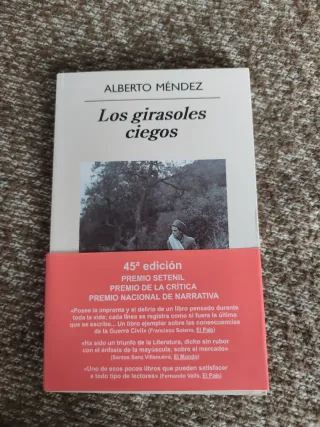 ALBERTO MÉNDEZ
Los girasoles
ciegos
45ª edición
PREMIO SETENIL
PREMIO DE LA CRÍTICA
PREMIO NACIONAL DE NARRATIVA
«Posee la impronta y el delirio de un libro pensado durante
toda la vida: cada línea se registra como si fuera la última
que se escribe... Un libro ejemplar sobre las consecuencias
de la Guerra Civil» (Francisco Solano, El País)
«Ha sido un triunfo de la Literatura, dicho sin rubor
con el énfasis de la mayúscula; sobre el mercado»
(Santos Sanz Villanueva, El Mundo)
«Uno de esos pocos libros que pueden satisfacer
a todo tipo de lectores» (Fernando Valls, El País)